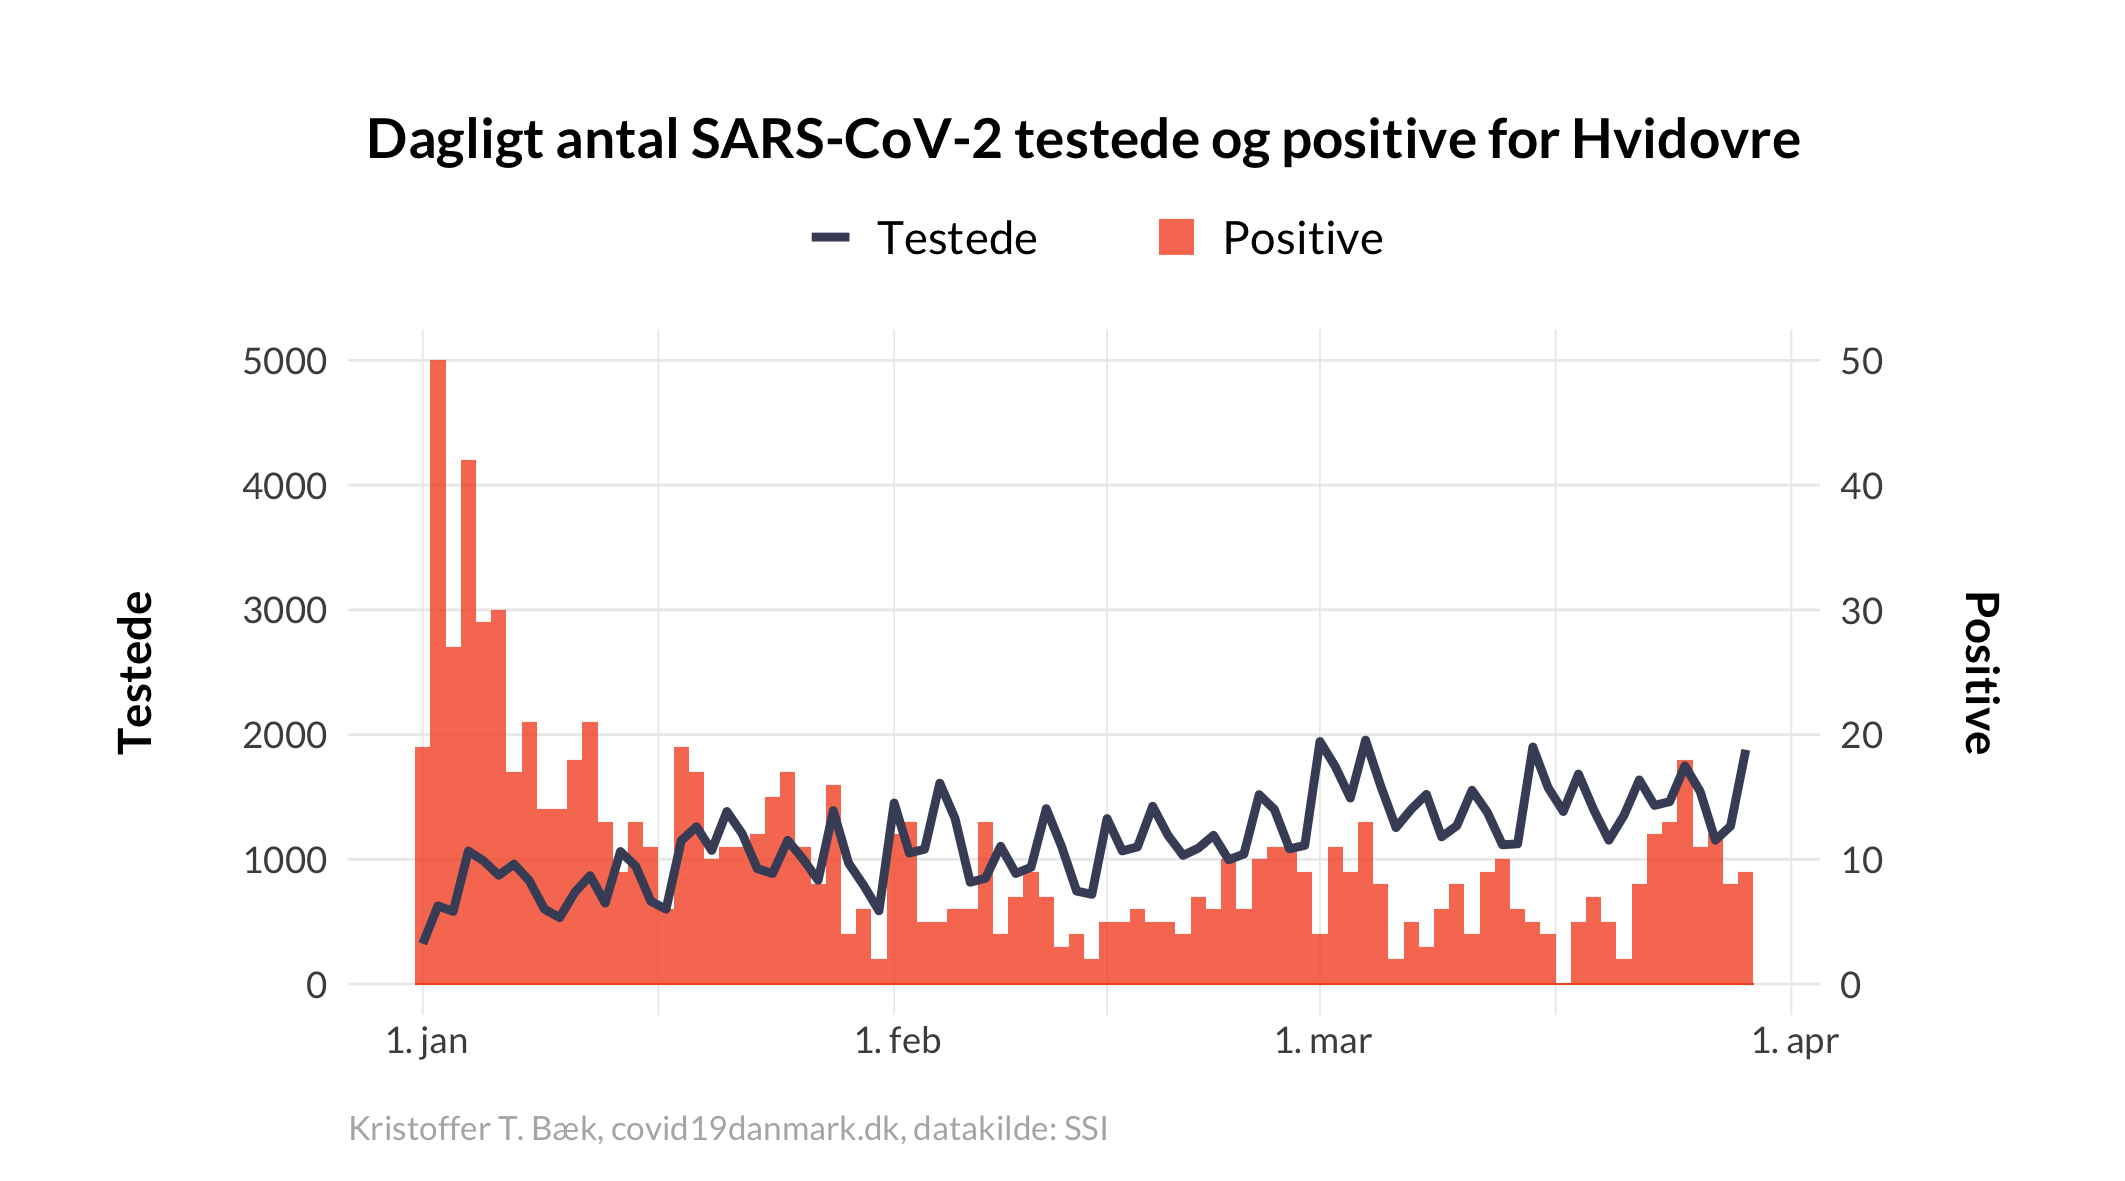 Dagligt antal SARS-CoV-2 testede og positive for Hvidovre
Testede Positive
5000 50
4000 40
3000 30
2000 20
1000 10
0 0
Testede
Positive
1. jan 1. feb 1. mar 1. apr
Kristoffer T. Bæk, covid19danmark.dk, datakilde: SSI